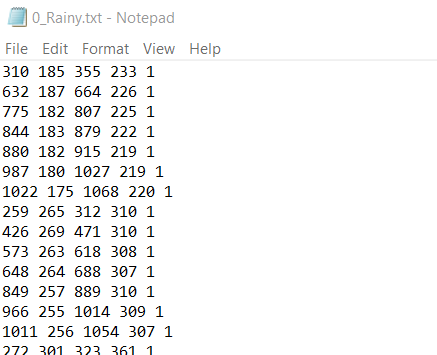 0_Rainy.txt - Notepad
File Edit Format View Help
310 185 355 233 1
632 187 664 226 1
775 182 807 225 1
844 183 879 222 1
880 182 915 219 1
987 180 1027 219 1
1022 175 1068 220 1
259 265 312 310 1
426 269 471 310 1
573 263 618 308 1
648 264 688 307 1
849 257 889 310 1
966 255 1014 309 1
1011 256 1054 307 1
272 301 323 361 1